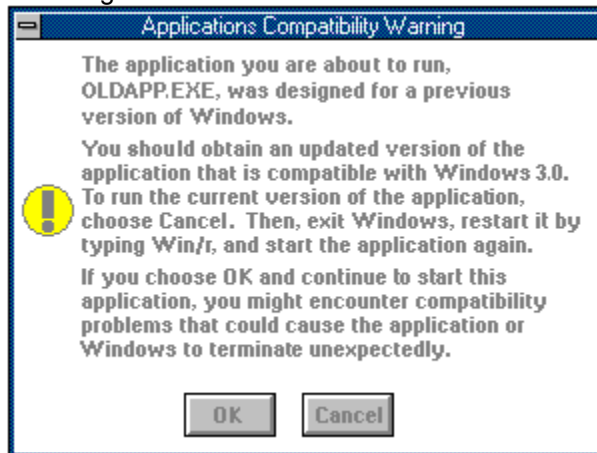 Applications Compatibility Warning
The application you are about to run,
OLDAPP.EXE, was designed for a previous
version of Windows.
You should obtain an updated version of the
application that is compatible with Windows 3.0.
To run the current version of the application,
choose Cancel. Then, exit Windows, restart it by
typing Win/r, and start the application again.
If you choose OK and continue to start this
application, you might encounter compatibility
problems that could cause the application or
Windows to terminate unexpectedly.
OK Cancel